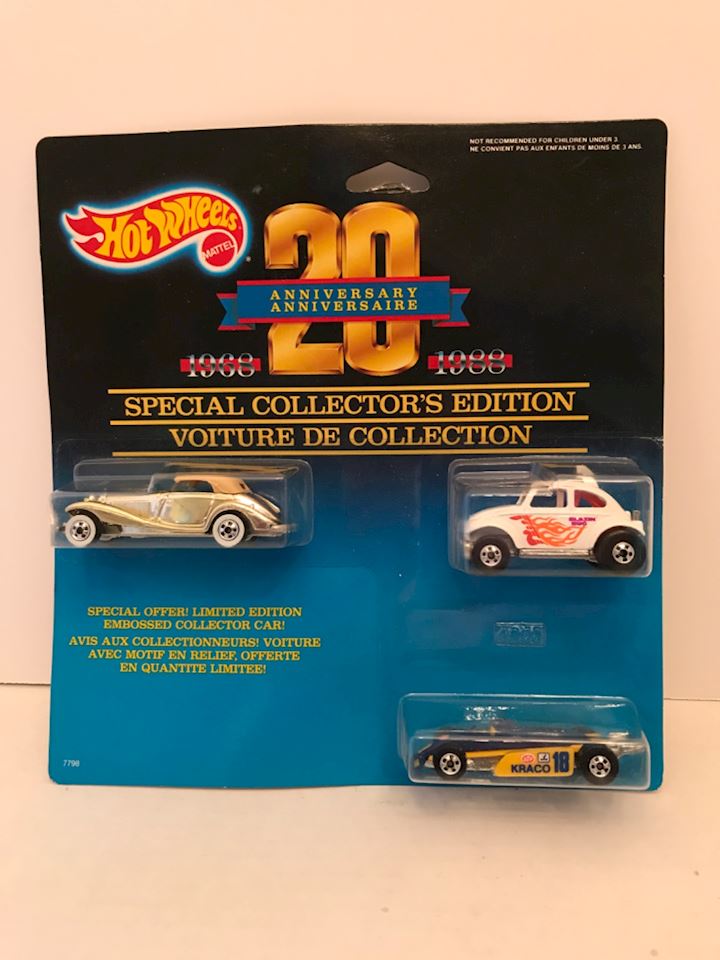 NOT RECOMMENDED FOR CHILDREN UNDER 3
NE CONVIENT PAS AUX ENFANTS DE MOINS DE 3 ANS.
HOT WHEELS
MATTEL
®
20
ANNIVERSARY
ANNIVERSAIRE
1968 1988
SPECIAL COLLECTOR'S EDITION
VOITURE DE COLLECTION
BLAZIN
BUG
SPECIAL OFFER! LIMITED EDITION
EMBOSSED COLLECTOR CAR!
AVIS AUX COLLECTIONNEURS! VOITURE
AVEC MOTIF EN RELIEF, OFFERTE
EN QUANTITE LIMITEE!
KRACO 18
7798